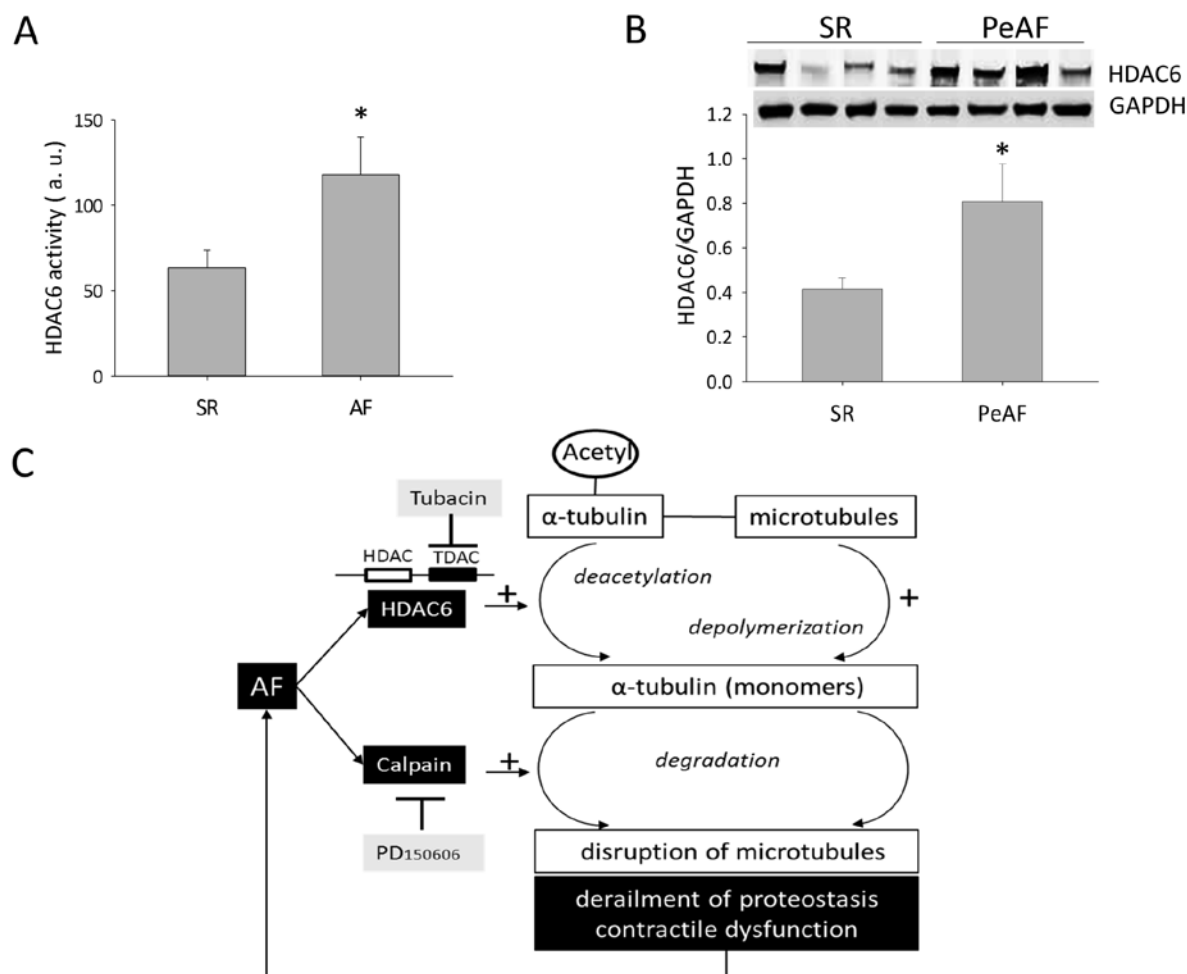 A
HDAC6 activity ( a. u.)
150
100
50
0
*
SR
AF
B
SR
PeAF
HDAC6
GAPDH
HDAC6/GAPDH
1.2
1.0
0.8
0.6
0.4
0.2
0.0
*
SR
PeAF
C
Acetyl
Tubacin
α-tubulin
microtubules
HDAC
TDAC
deacetylation
HDAC6
+
+
depolymerization
AF
α-tubulin (monomers)
Calpain
+
degradation
PD150606
disruption of microtubules
derailment of proteostasis
contractile dysfunction